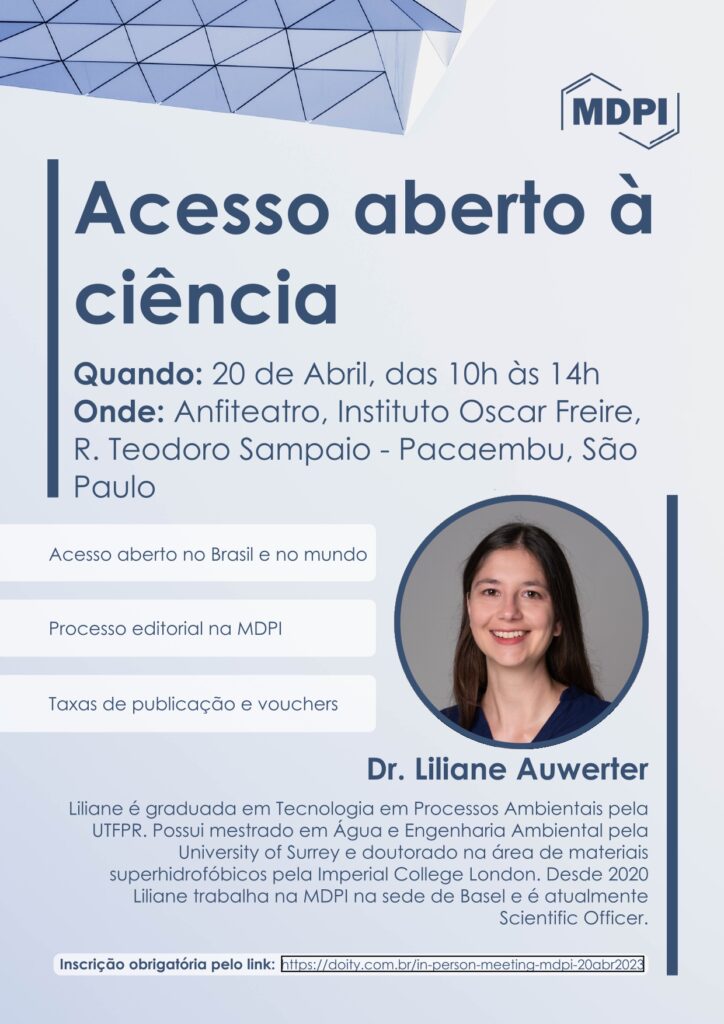 MDPI
Acesso aberto à
ciência
Quando: 20 de Abril, das 10h às 14h
Onde: Anfiteatro, Instituto Oscar Freire,
R. Teodoro Sampaio - Pacaembu, São
Paulo
Acesso aberto no Brasil e no mundo
Processo editorial na MDPI
Taxas de publicação e vouchers
Dr. Liliane Auwerter
Liliane é graduada em Tecnologia em Processos Ambientais pela
UTFPR. Possui mestrado em Água e Engenharia Ambiental pela
University of Surrey e doutorado na área de materiais
superhidrofóbicos pela Imperial College London. Desde 2020
Liliane trabalha na MDPI na sede de Basel e é atualmente
Scientific Officer.
Inscrição obrigatória pelo link: https://doity.com.br/in-person-meeting-mdpi-20abr2023